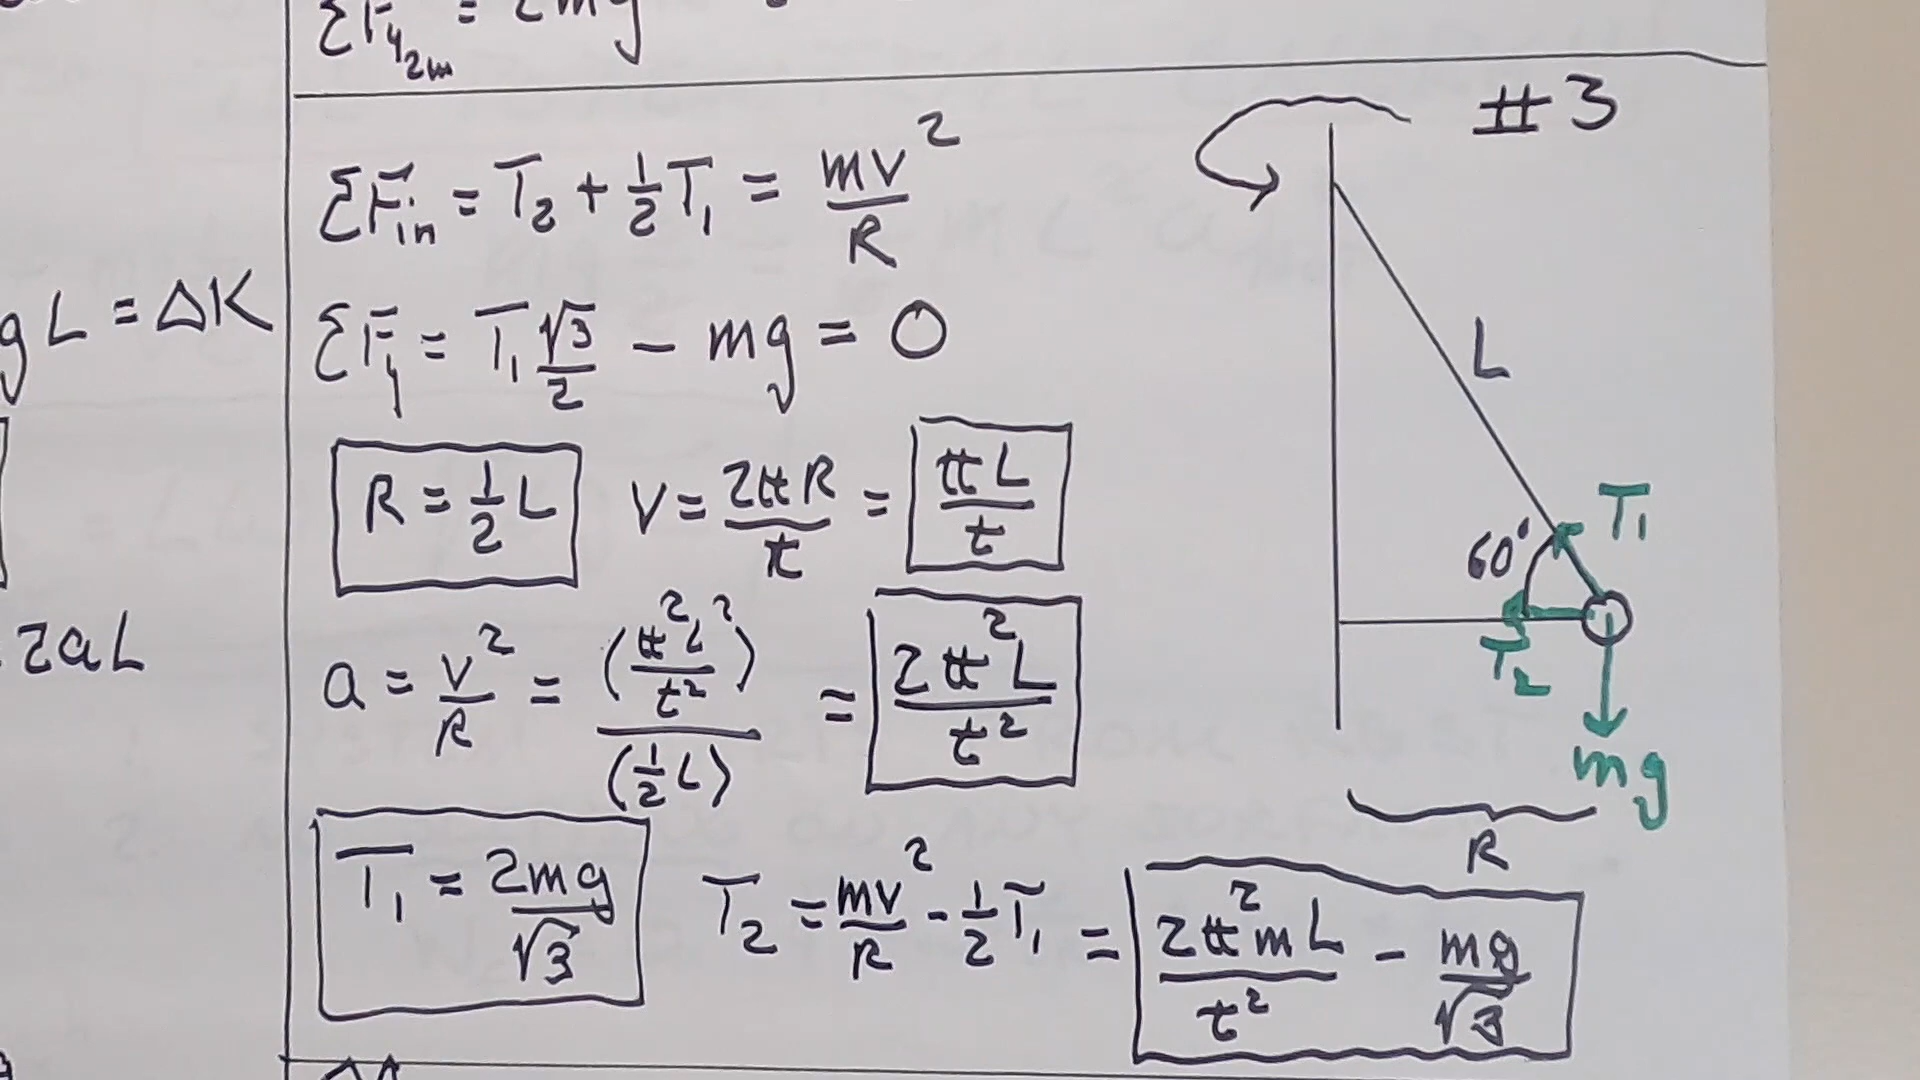 ΣF_y_2m = 2mg
#3
ΣF_in = T₂ + ½T₁ = mv²/R
gL = ΔK
ΣF_y = T₁ √3/2 − mg = 0
L
R = ½L V = 2πR/t = πL/t
T₁
60°
2aL
a = v²/R = (π²L²/t²)/(½L) = 2π²L/t²
T₂
mg
R
T₁ = 2mg/√3 T₂ = mv²/R − ½T₁ = 2π²mL/t² − mg/√3